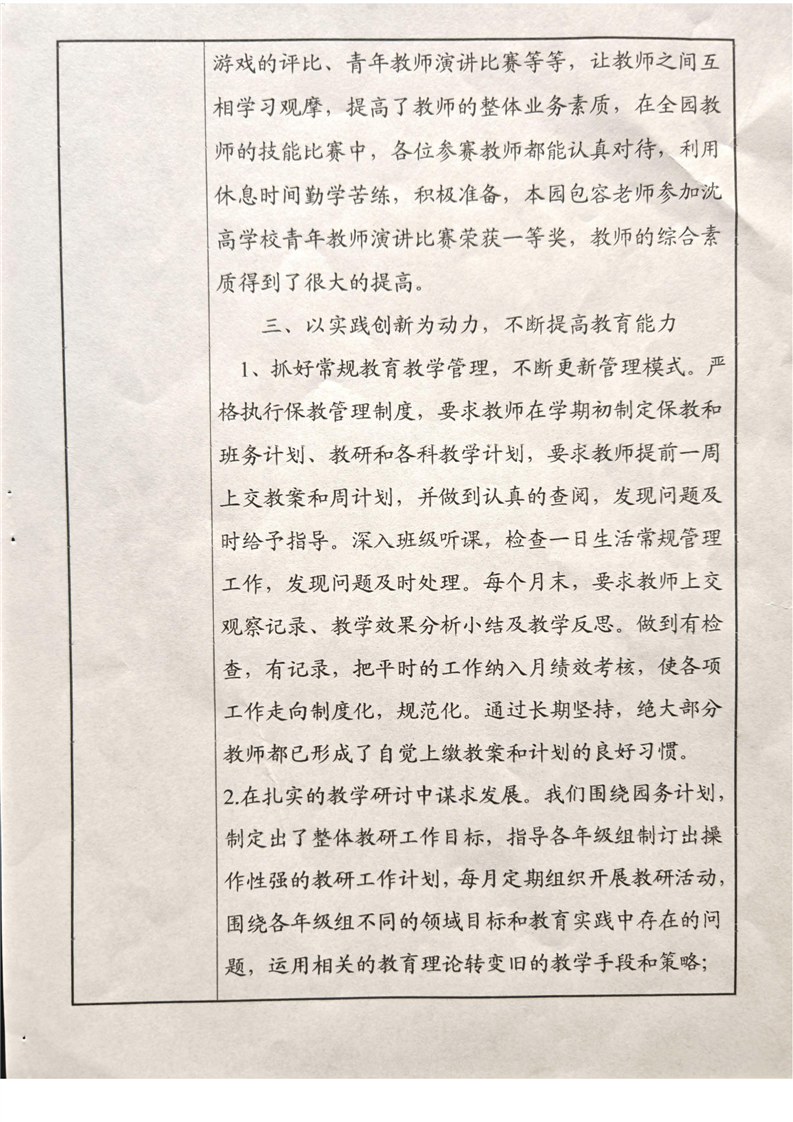 游戏的评比、青年教师演讲比赛等等，让教师之间互
相学习观摩，提高了教师的整体业务素质，在全园教
师的技能比赛中，各位参赛教师都能认真对待，利用
休息时间勤学苦练，积极准备，本园包容老师参加沈
高学校青年教师演讲比赛荣获一等奖，教师的综合素
质得到了很大的提高。
三、以实践创新为动力，不断提高教育能力
1、抓好常规教育教学管理，不断更新管理模式。严
格执行保教管理制度，要求教师在学期初制定保教和
班务计划、教研和各科教学计划，要求教师提前一周
上交教案和周计划，并做到认真的查阅，发现问题及
时给予指导。深入班级听课，检查一日生活常规管理
工作，发现问题及时处理。每个月末，要求教师上交
观察记录、教学效果分析小结及教学反思。做到有检
查，有记录，把平时的工作纳入月绩效考核，使各项
工作走向制度化，规范化。通过长期坚持，绝大部分
教师都已形成了自觉上缴教案和计划的良好习惯。
2.在扎实的教学研讨中谋求发展。我们围绕园务计划，
制定出了整体教研工作目标，指导各年级组制订出操
作性强的教研工作计划，每月定期组织开展教研活动，
围绕各年级组不同的领域目标和教育实践中存在的问
题，运用相关的教育理论转变旧的教学手段和策略；